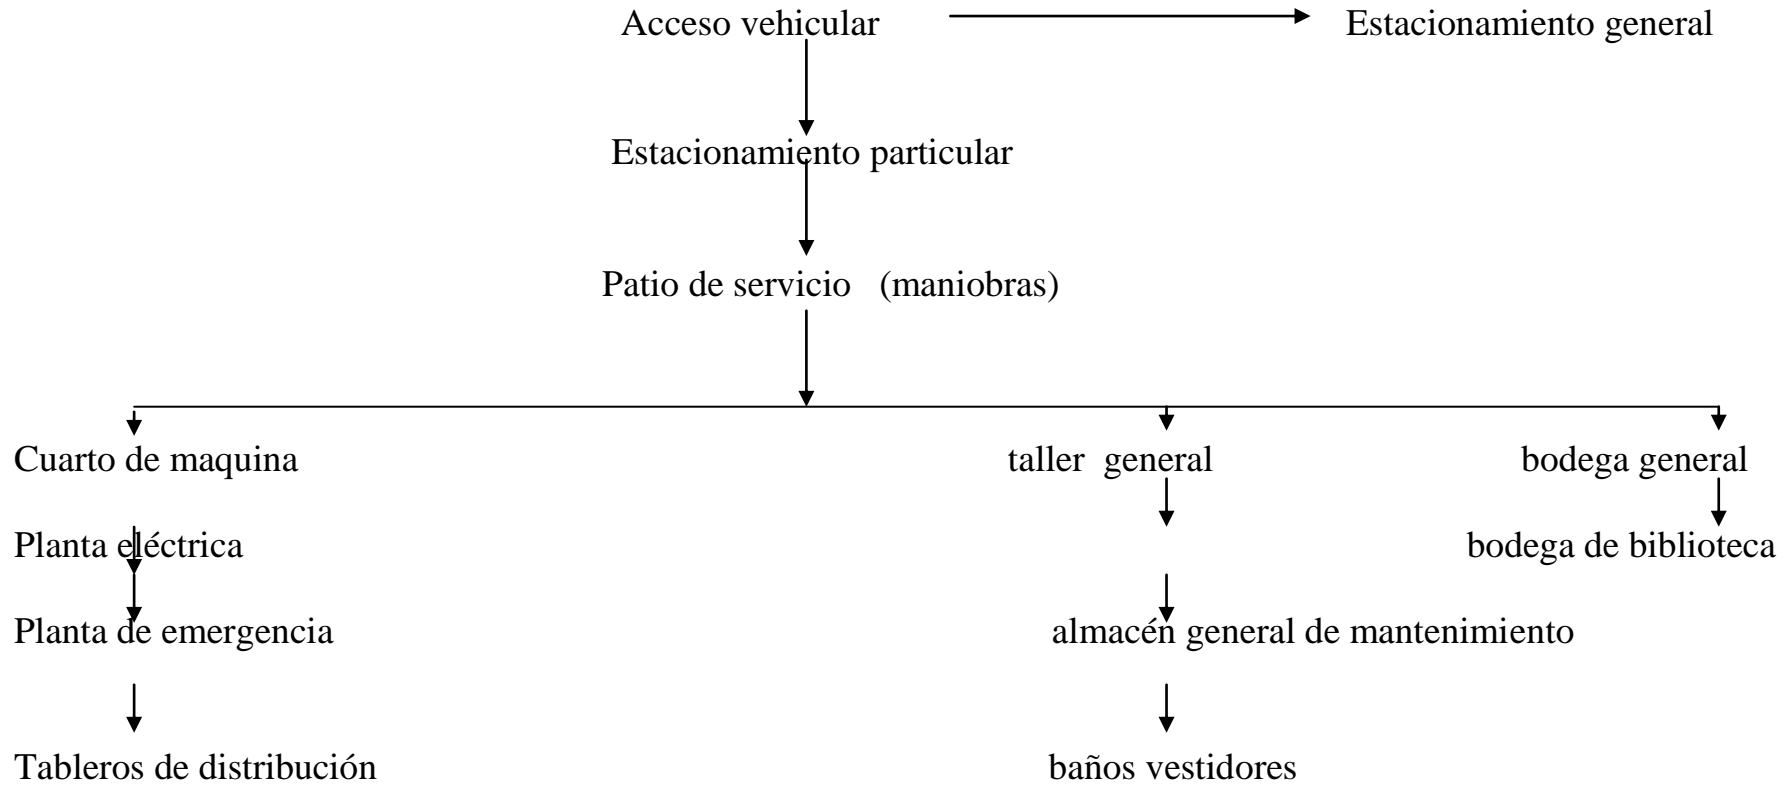 Acceso vehicular Estacionamiento general
Estacionamiento particular
Patio de servicio (maniobras)
Cuarto de maquina taller general bodega general
Planta eléctrica bodega de biblioteca
Planta de emergencia almacén general de mantenimiento
Tableros de distribución baños vestidores